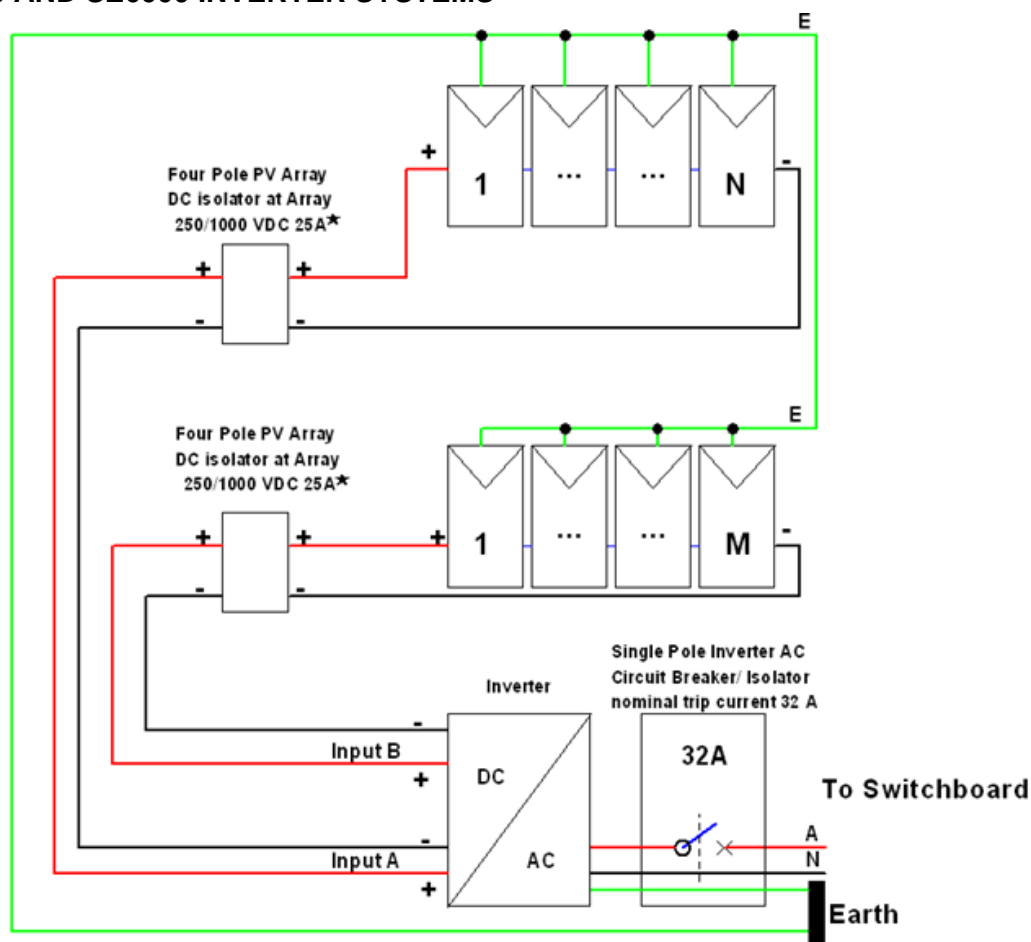 E
Four Pole PV Array
DC isolator at Array
250/1000 VDC 25A★
+
1
...
...
N
-
+
+
-
-
E
Four Pole PV Array
DC isolator at Array
250/1000 VDC 25A★
+
+
+
1
...
...
M
-
-
-
Single Pole Inverter AC
Circuit Breaker/ Isolator
nominal trip current 32 A
Inverter
-
Input B
+
DC
32A
To Switchboard
-
Input A
+
AC
A
N
Earth